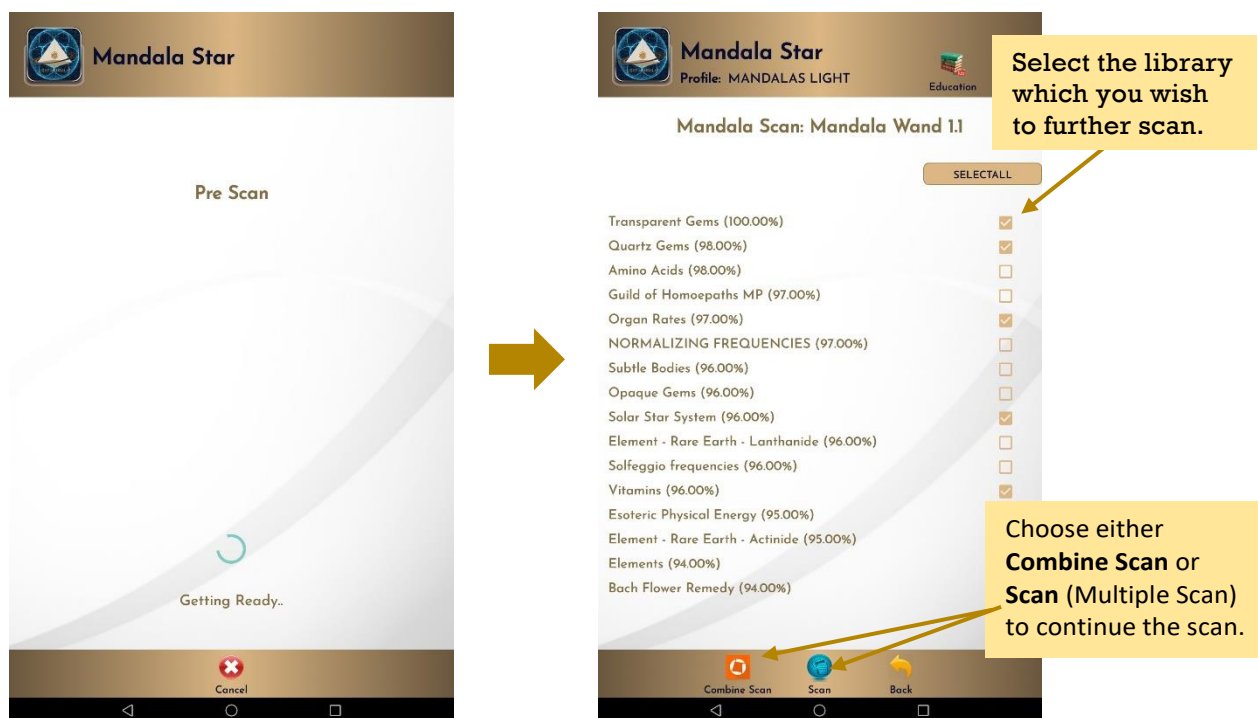 Mandala Star
Pre Scan
Getting Ready..
Cancel
Mandala Star
Profile: MANDALAS LIGHT
Education
Mandala Scan: Mandala Wand 1.1
SELECTALL
Transparent Gems (100.00%)
Quartz Gems (98.00%)
Amino Acids (98.00%)
Guild of Homoepaths MP (97.00%)
Organ Rates (97.00%)
NORMALIZING FREQUENCIES (97.00%)
Subtle Bodies (96.00%)
Opaque Gems (96.00%)
Solar Star System (96.00%)
Element - Rare Earth - Lanthanide (96.00%)
Solfeggio frequencies (96.00%)
Vitamins (96.00%)
Esoteric Physical Energy (95.00%)
Element - Rare Earth - Actinide (95.00%)
Elements (94.00%)
Bach Flower Remedy (94.00%)
Combine Scan
Scan
Back
Select the library
which you wish
to further scan.
Choose either
Combine Scan or
Scan (Multiple Scan)
to continue the scan.